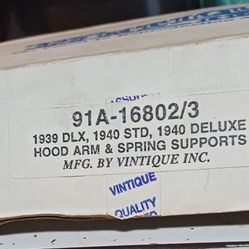 91A-16802/3
1939 DLX, 1940 STD, 1940 DELUXE
HOOD ARM & SPRING SUPPORTS
MFG. BY VINTIQUE INC.
VINTIQUE
QUALITY